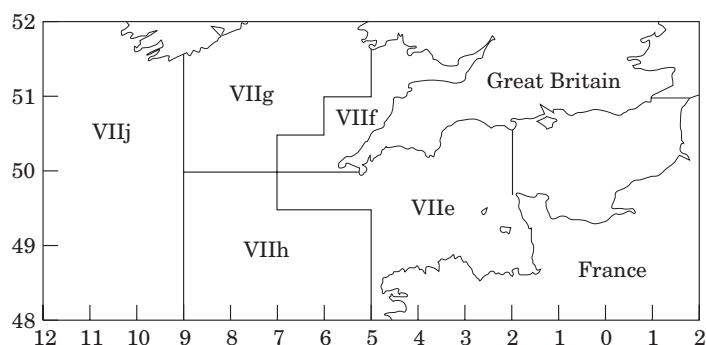 52
Great Britain
VIIg
51
VIIf
VIIj
50
VIIe
49
VIIh
France
48
12 11 10 9 8 7 6 5 4 3 2 1 0 1 2